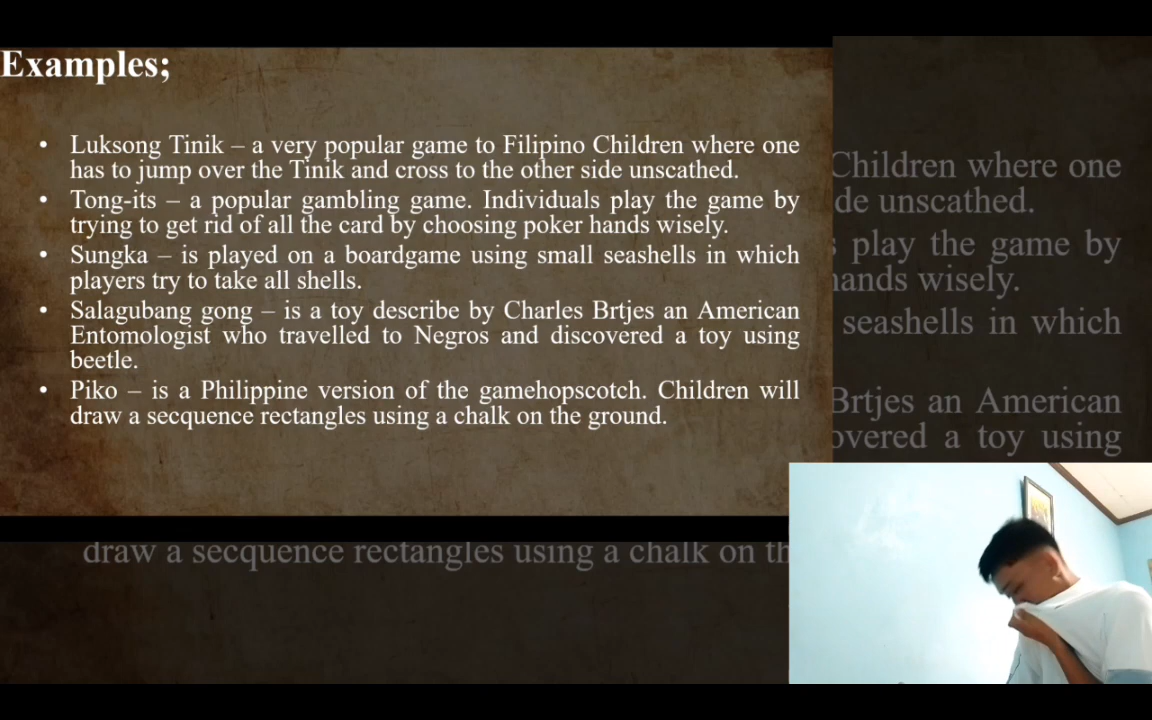 Examples;
• Luksong Tinik – a very popular game to Filipino Children where one
has to jump over the Tinik and cross to the other side unscathed.
• Tong-its – a popular gambling game. Individuals play the game by
trying to get rid of all the card by choosing poker hands wisely.
• Sungka – is played on a boardgame using small seashells in which
players try to take all shells.
• Salagubang gong – is a toy describe by Charles Brtjes an American
Entomologist who travelled to Negros and discovered a toy using
beetle.
• Piko – is a Philippine version of the gamehopscotch. Children will
draw a secquence rectangles using a chalk on the ground.
Children where one
de unscathed.
play the game by
hands wisely.
seashells in which
Brtjes an American
overed a toy using
draw a secquence rectangles using a chalk on th